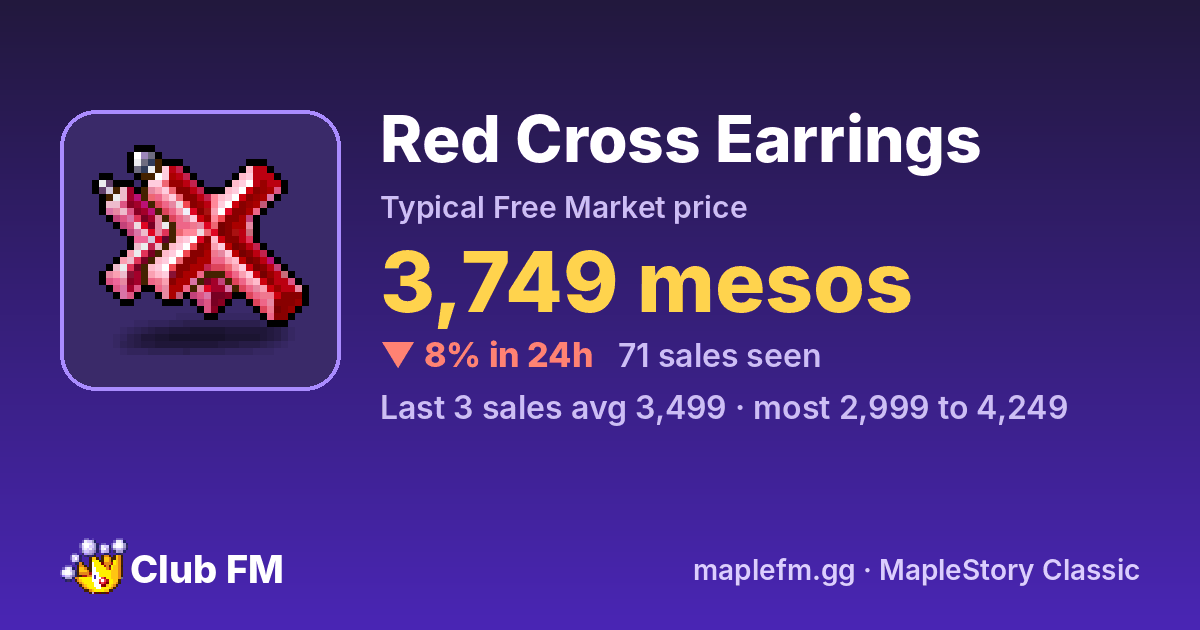 Red Cross Earrings
Typical Free Market price
3,749 mesos
▼ 8% in 24h 71 sales seen
Last 3 sales avg 3,499 · most 2,999 to 4,249
Club FM
maplefm.gg · MapleStory Classic